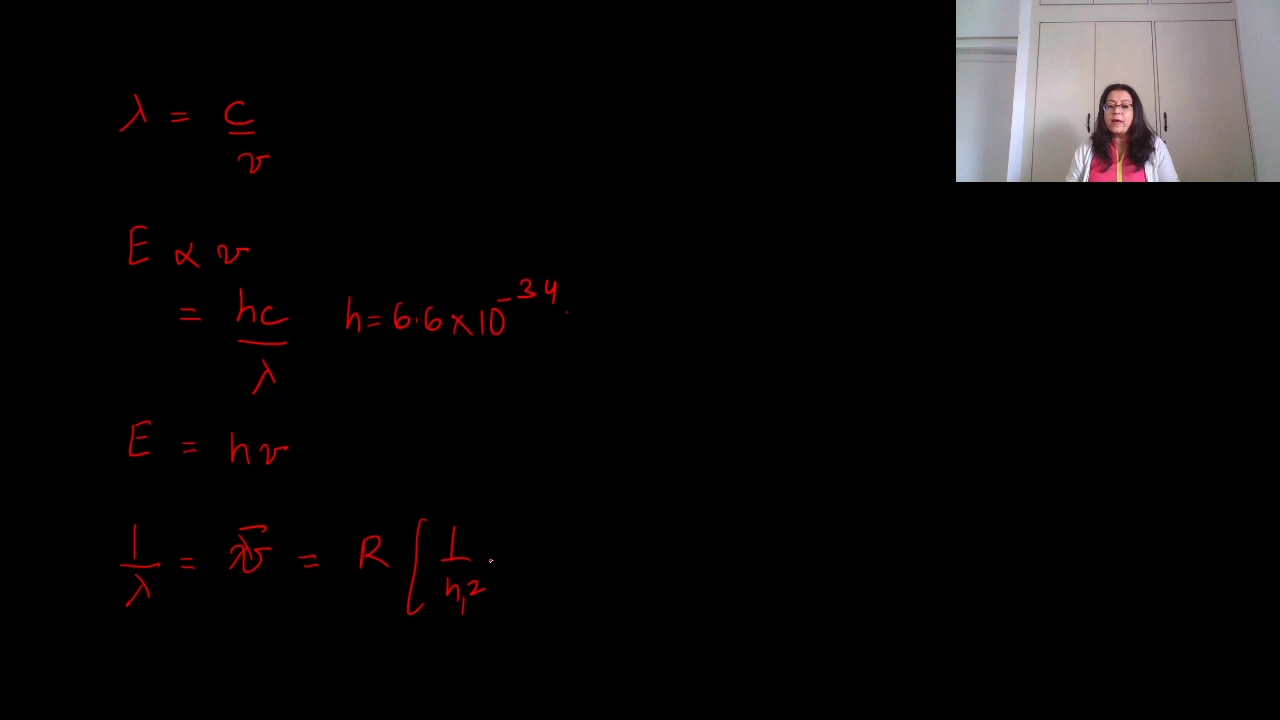 λ = c/ν
E ∝ ν
= hc/λ h = 6.6 × 10⁻³⁴
E = hν
1/λ = ν̅ = R [ 1/n₁²